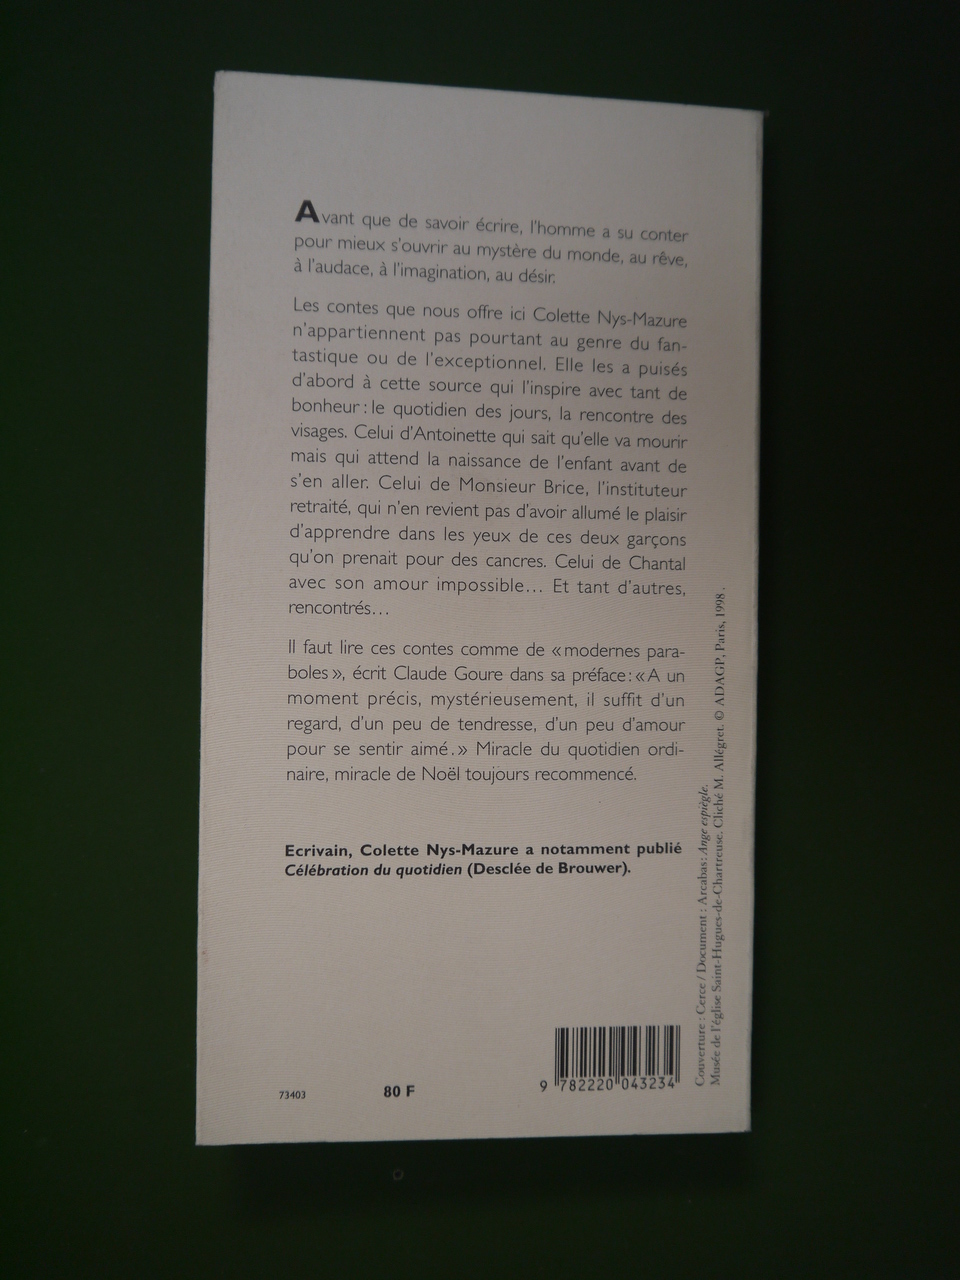 Avant que de savoir écrire, l'homme a su conter
pour mieux s'ouvrir au mystère du monde, au rêve,
à l'audace, à l'imagination, au désir.
Les contes que nous offre ici Colette Nys-Mazure
n'appartiennent pas pourtant au genre du fan-
tastique ou de l'exceptionnel. Elle les a puisés
d'abord à cette source qui l'inspire avec tant de
bonheur : le quotidien des jours, la rencontre des
visages. Celui d'Antoinette qui sait qu'elle va mourir
mais qui attend la naissance de l'enfant avant de
s'en aller. Celui de Monsieur Brice, l'instituteur
retraité, qui n'en revient pas d'avoir allumé le plaisir
d'apprendre dans les yeux de ces deux garçons
qu'on prenait pour des cancres. Celui de Chantal
avec son amour impossible... Et tant d'autres,
rencontrés...
Il faut lire ces contes comme de « modernes para-
boles », écrit Claude Goure dans sa préface : « A un
moment précis, mystérieusement, il suffit d'un
regard, d'un peu de tendresse, d'un peu d'amour
pour se sentir aimé. » Miracle du quotidien ordi-
naire, miracle de Noël toujours recommencé.
Ecrivain, Colette Nys-Mazure a notamment publié
Célébration du quotidien (Desclée de Brouwer).
73403
80 F
9 782220 043234
Couverture : Cerce / Document : Arcabas : Ange espiègle.
Musée de l'église Saint-Hugues-de-Chartreuse. Cliché M. Allégret. © ADAGP, Paris, 1998 .